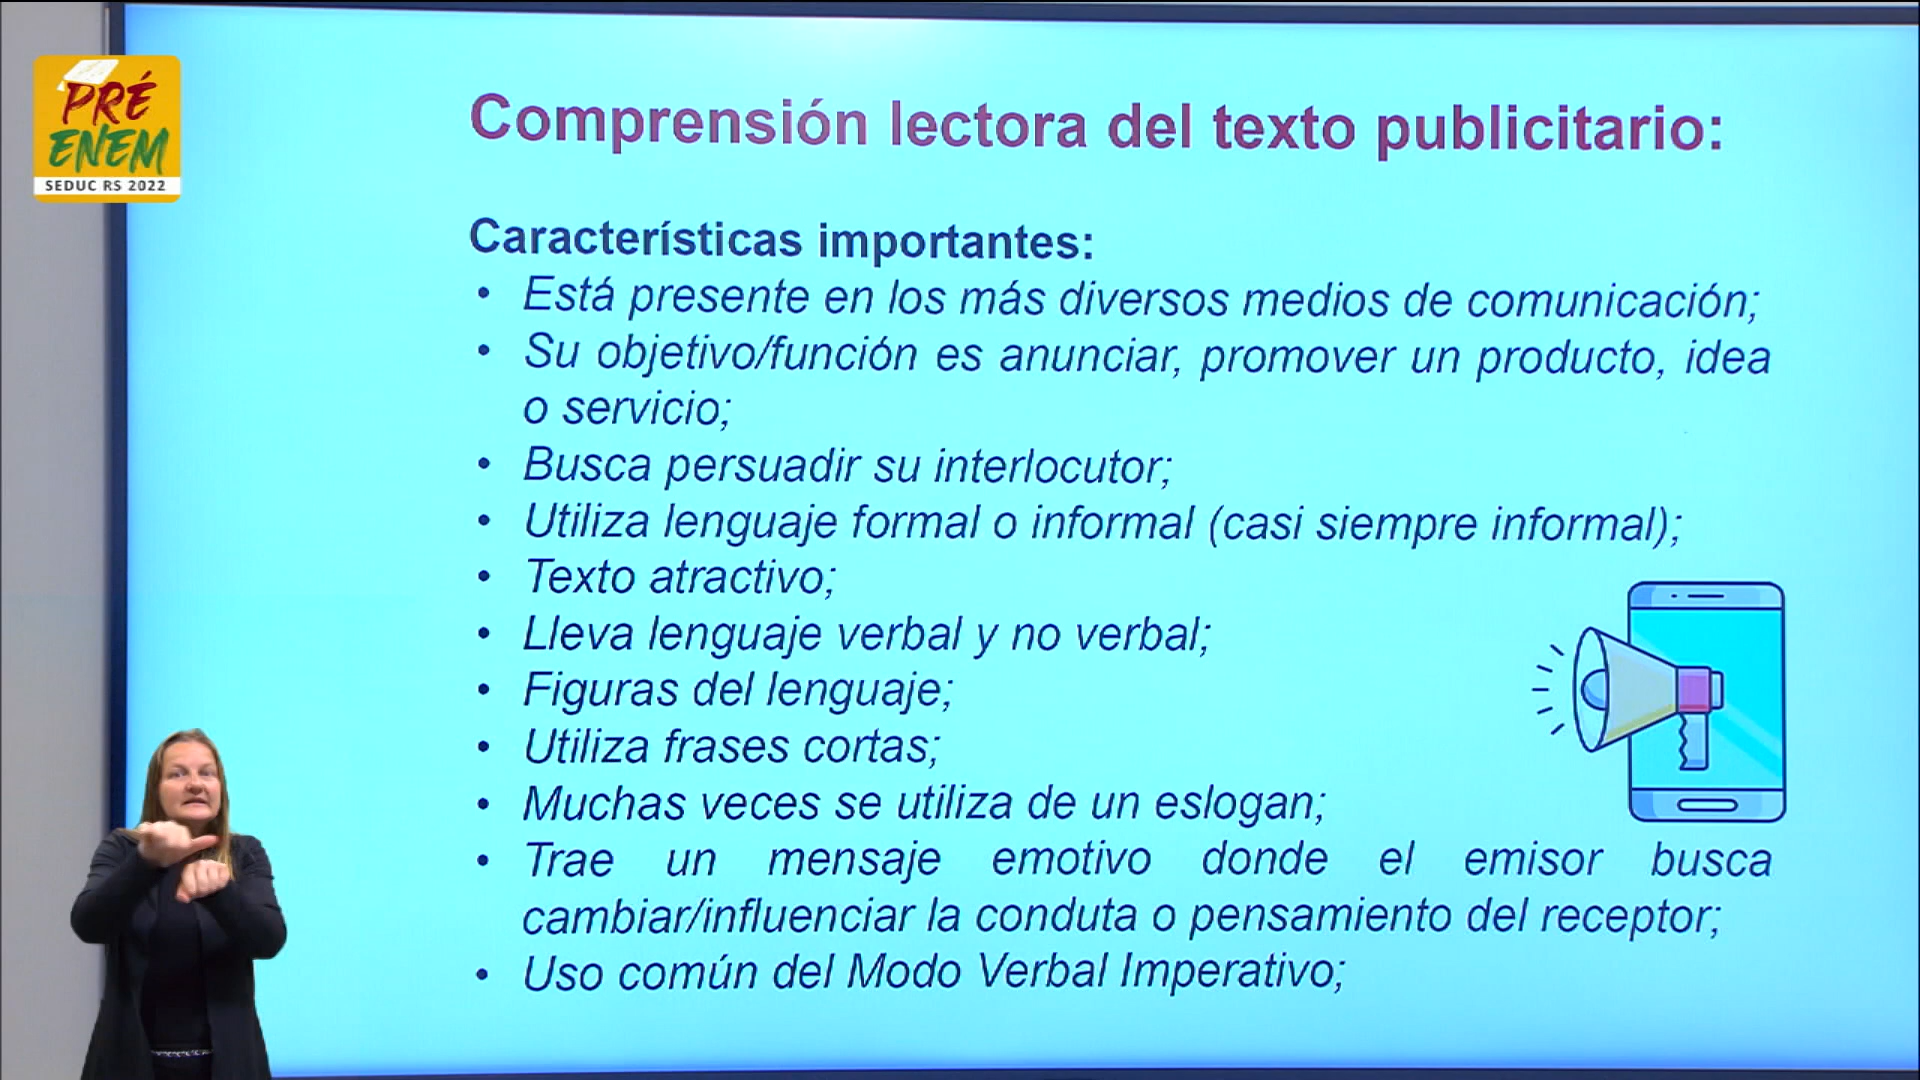 PRÉ
ENEM
SEDUC RS 2022
Comprensión lectora del texto publicitario:
Características importantes:
• Está presente en los más diversos medios de comunicación;
• Su objetivo/función es anunciar, promover un producto, idea
o servicio;
• Busca persuadir su interlocutor;
• Utiliza lenguaje formal o informal (casi siempre informal);
• Texto atractivo;
• Lleva lenguaje verbal y no verbal;
• Figuras del lenguaje;
• Utiliza frases cortas;
• Muchas veces se utiliza de un eslogan;
• Trae un mensaje emotivo donde el emisor busca
cambiar/influenciar la conduta o pensamiento del receptor;
• Uso común del Modo Verbal Imperativo;